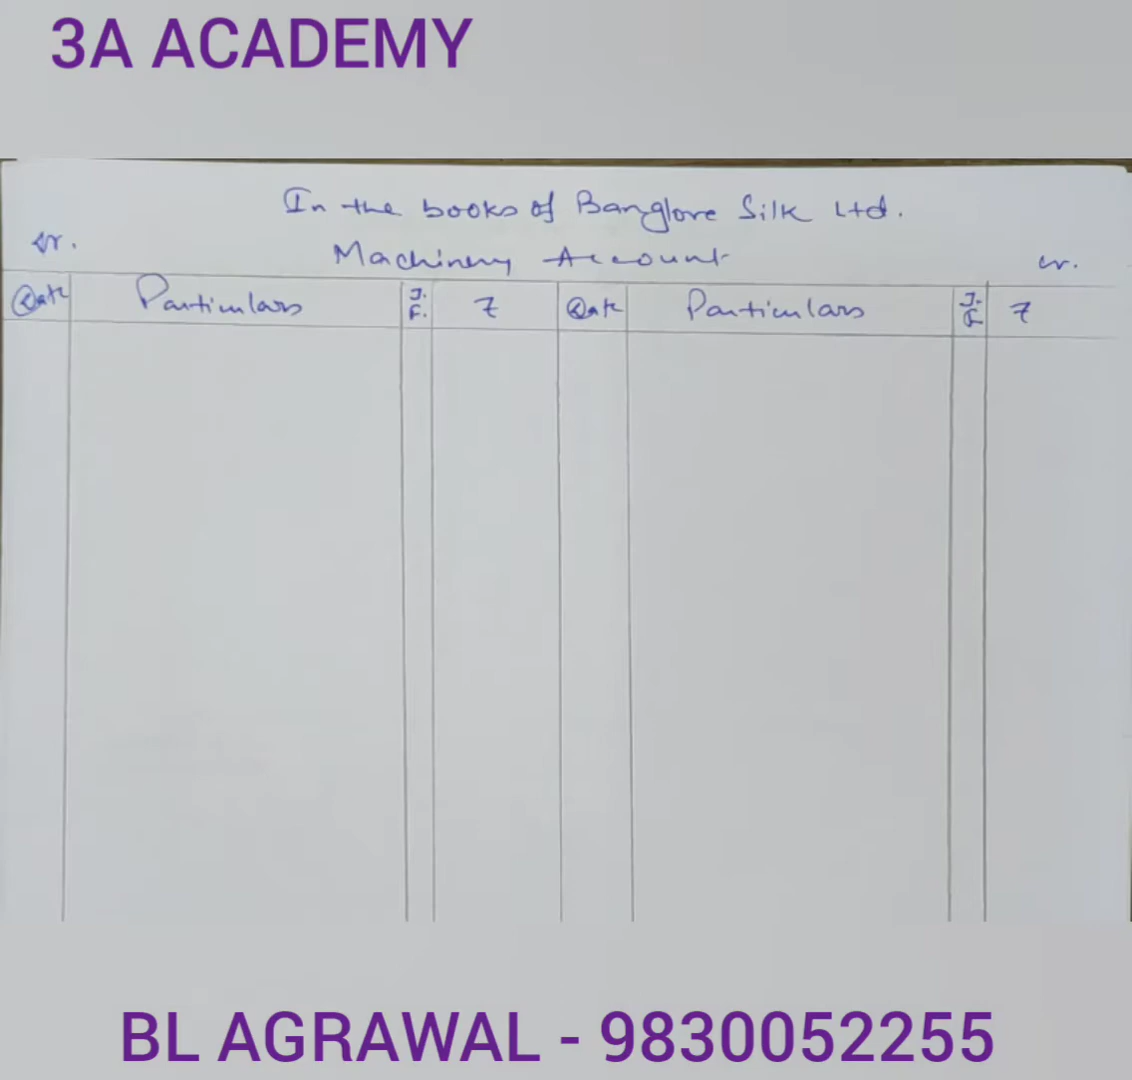 3A ACADEMY
In the books of Banglore Silk Ltd.
Dr.
Machinery Account
Cr.
Date Particulars J.F. ₹ Date Particulars J.F. ₹
BL AGRAWAL - 9830052255